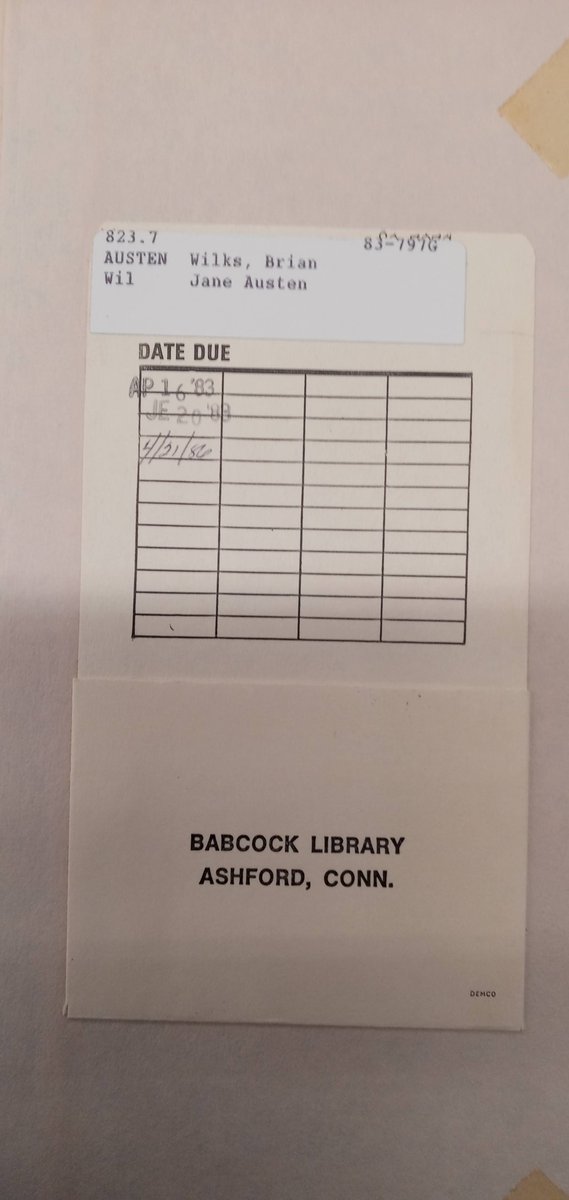 823.7 83-797G
AUSTEN Wilks, Brian
Wil Jane Austen
DATE DUE
AP 16 '83
JE 20 '83
4/21/86
BABCOCK LIBRARY
ASHFORD, CONN.
DEMCO